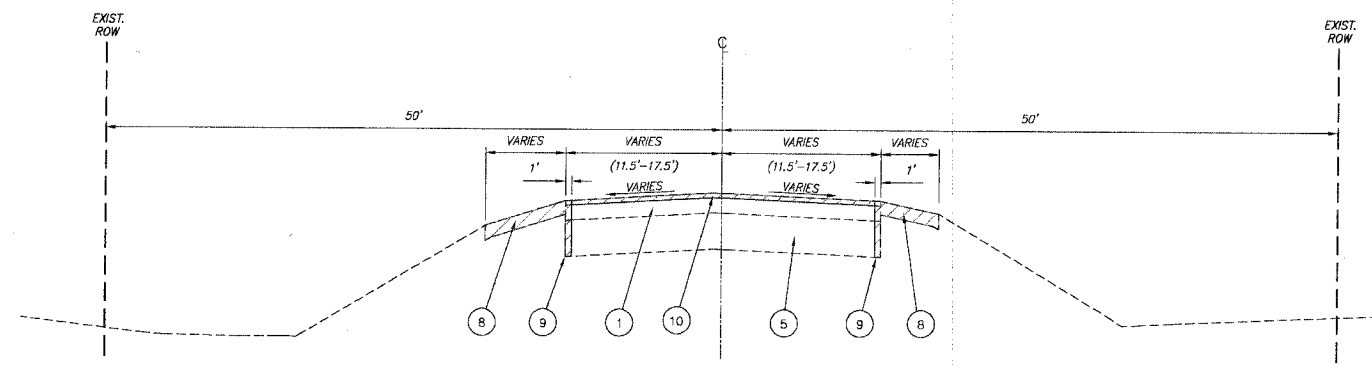 EXIST.
ROW
EXIST.
ROW
℄
50'
50'
VARIES
VARIES
VARIES
VARIES
1'
(11.5'-17.5')
(11.5'-17.5')
1'
VARIES
VARIES
8
9
1
10
5
9
8